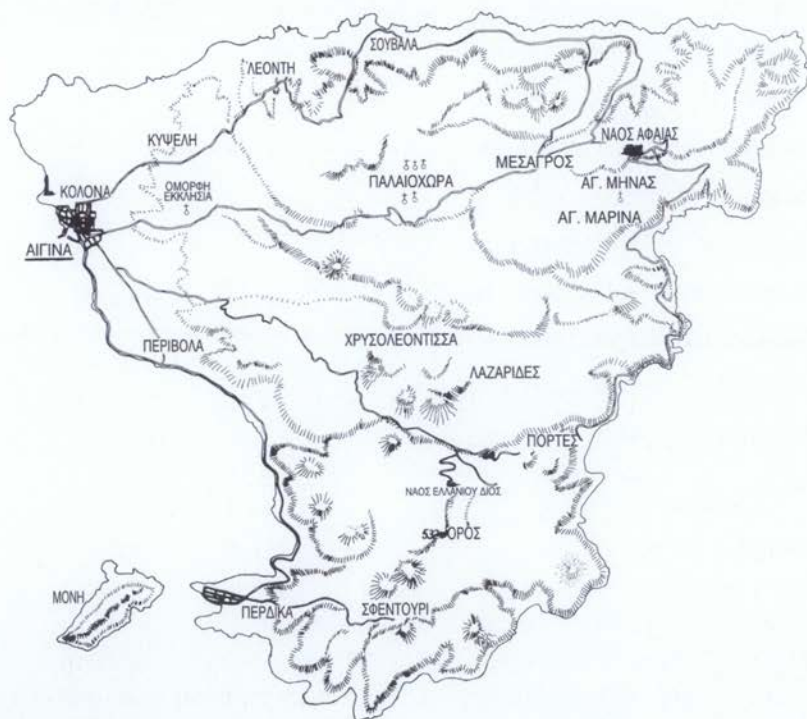 ΣΟΥΒΑΛΑ
ΛΕΟΝΤΗ
ΚΥΨΕΛΗ
ΝΑΟΣ ΑΦΑΙΑΣ
ΜΕΣΑΓΡΟΣ
ΠΑΛΑΙΟΧΩΡΑ
ΑΓ. ΜΗΝΑΣ
ΚΟΛΟΝΑ
ΟΜΟΡΦΗ
ΕΚΚΛΗΣΙΑ
ΑΓ. ΜΑΡΙΝΑ
ΑΙΓΙΝΑ
ΠΕΡΙΒΟΛΑ
ΧΡΥΣΟΛΕΟΝΤΙΣΣΑ
ΛΑΖΑΡΙΔΕΣ
ΠΟΡΤΕΣ
ΝΑΟΣ ΕΛΛΑΝΙΟΥ ΔΙΟΣ
532 ΟΡΟΣ
ΜΟΝΗ
ΠΕΡΔΙΚΑ
ΣΦΕΝΤΟΥΡΙ